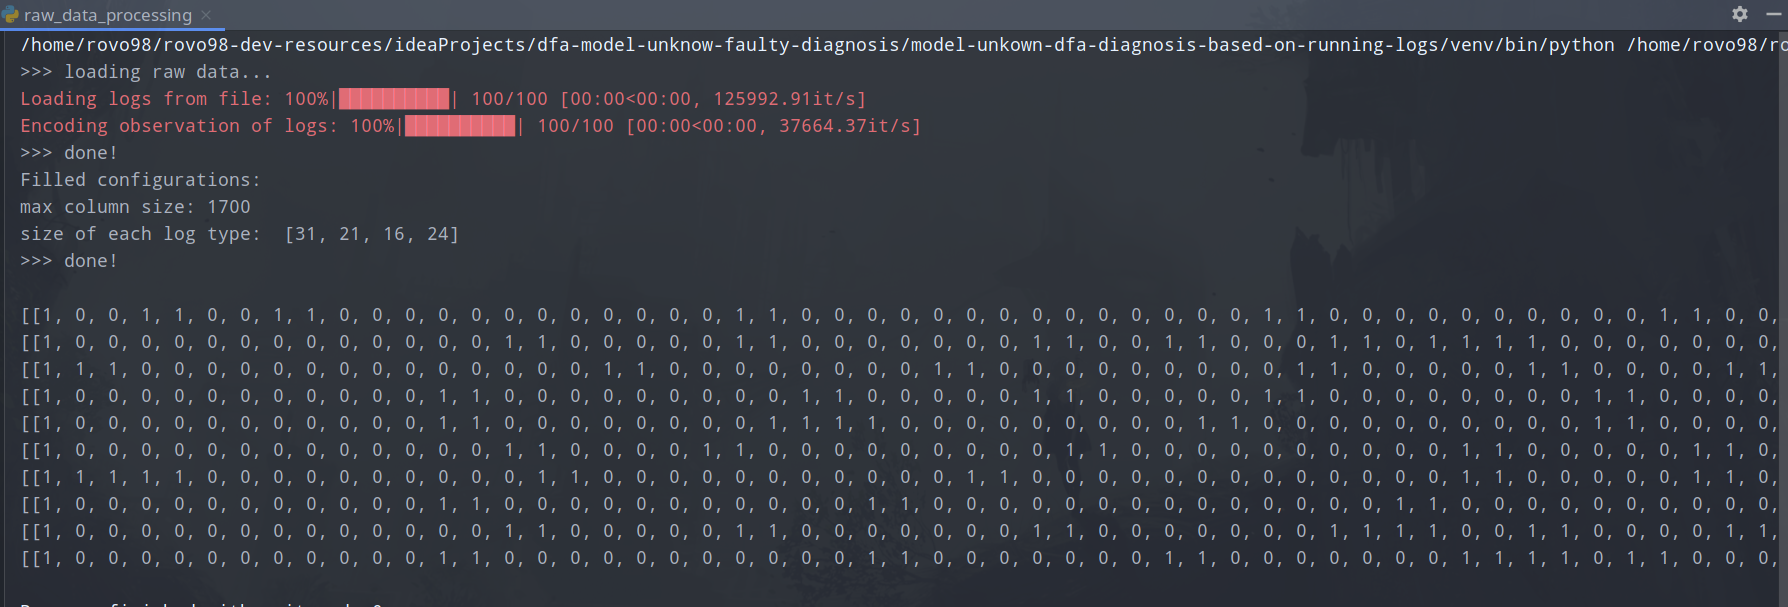 raw_data_processing
/home/rovo98/rovo98-dev-resources/ideaProjects/dfa-model-unknow-faulty-diagnosis/model-unkown-dfa-diagnosis-based-on-running-logs/venv/bin/python /home/rovo98/ro
>>> loading raw data...
Loading logs from file: 100%|██████████| 100/100 [00:00<00:00, 125992.91it/s]
Encoding observation of logs: 100%|██████████| 100/100 [00:00<00:00, 37664.37it/s]
>>> done!
Filled configurations:
max column size: 1700
size of each log type:  [31, 21, 16, 24]
>>> done!
[[1, 0, 0, 1, 1, 0, 0, 1, 1, 0, 0, 0, 0, 0, 0, 0, 0, 0, 0, 0, 0, 1, 1, 0, 0, 0, 0, 0, 0, 0, 0, 0, 0, 0, 0, 0, 0, 1, 1, 0, 0, 0, 0, 0, 0, 0, 0, 0, 0, 1, 1, 0, 0,
[[1, 0, 0, 0, 0, 0, 0, 0, 0, 0, 0, 0, 0, 0, 1, 1, 0, 0, 0, 0, 0, 1, 1, 0, 0, 0, 0, 0, 0, 0, 1, 1, 0, 0, 1, 1, 0, 0, 0, 1, 1, 0, 1, 1, 1, 1, 0, 0, 0, 0, 0, 0, 0,
[[1, 1, 1, 0, 0, 0, 0, 0, 0, 0, 0, 0, 0, 0, 0, 0, 0, 1, 1, 0, 0, 0, 0, 0, 0, 0, 0, 1, 1, 0, 0, 0, 0, 0, 0, 0, 0, 0, 1, 1, 0, 0, 0, 0, 0, 1, 1, 0, 0, 0, 0, 1, 1,
[[1, 0, 0, 0, 0, 0, 0, 0, 0, 0, 0, 0, 1, 1, 0, 0, 0, 0, 0, 0, 0, 0, 0, 1, 1, 0, 0, 0, 0, 0, 1, 1, 0, 0, 0, 0, 0, 1, 1, 0, 0, 0, 0, 0, 0, 0, 0, 1, 1, 0, 0, 0, 0,
[[1, 0, 0, 0, 0, 0, 0, 0, 0, 0, 0, 0, 1, 1, 0, 0, 0, 0, 0, 0, 0, 0, 1, 1, 1, 1, 0, 0, 0, 0, 0, 0, 0, 0, 0, 1, 1, 0, 0, 0, 0, 0, 0, 0, 0, 0, 0, 1, 1, 0, 0, 0, 0,
[[1, 0, 0, 0, 0, 0, 0, 0, 0, 0, 0, 0, 0, 0, 1, 1, 0, 0, 0, 0, 1, 1, 0, 0, 0, 0, 0, 0, 0, 0, 0, 1, 1, 0, 0, 0, 0, 0, 0, 0, 0, 0, 0, 1, 1, 0, 0, 0, 0, 0, 1, 1, 0,
[[1, 1, 1, 1, 1, 0, 0, 0, 0, 0, 0, 0, 0, 0, 0, 1, 1, 0, 0, 0, 0, 0, 0, 0, 0, 0, 0, 0, 1, 1, 0, 0, 0, 0, 0, 0, 0, 0, 0, 0, 0, 0, 0, 1, 1, 0, 0, 0, 0, 0, 1, 1, 0,
[[1, 0, 0, 0, 0, 0, 0, 0, 0, 0, 0, 0, 1, 1, 0, 0, 0, 0, 0, 0, 0, 0, 0, 0, 0, 1, 1, 0, 0, 0, 0, 0, 0, 0, 0, 0, 0, 0, 0, 0, 0, 1, 1, 0, 0, 0, 0, 0, 0, 0, 0, 0, 0,
[[1, 0, 0, 0, 0, 0, 0, 0, 0, 0, 0, 0, 0, 0, 1, 1, 0, 0, 0, 0, 0, 1, 1, 0, 0, 0, 0, 0, 0, 0, 1, 1, 0, 0, 0, 0, 0, 0, 0, 1, 1, 1, 1, 0, 0, 1, 1, 0, 0, 0, 0, 1, 1,
[[1, 0, 0, 0, 0, 0, 0, 0, 0, 0, 0, 0, 1, 1, 0, 0, 0, 0, 0, 0, 0, 0, 0, 0, 0, 1, 1, 0, 0, 0, 0, 0, 0, 0, 1, 1, 0, 0, 0, 0, 0, 0, 0, 1, 1, 1, 1, 0, 1, 1, 0, 0, 0,